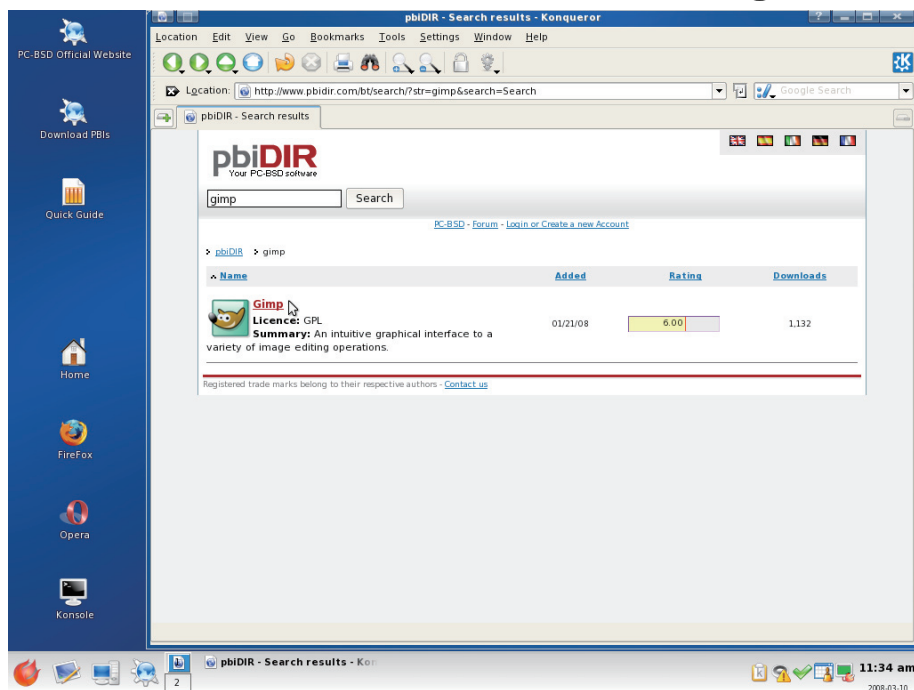 pbiDIR - Search results - Konqueror
Location Edit View Go Bookmarks Tools Settings Window Help
Location: http://www.pbidir.com/bt/search/?str=gimp&search=Search Google Search
pbiDIR - Search results
PC-BSD Official Website
Download PBIs
Quick Guide
Home
FireFox
Opera
Konsole
pbiDIR
Your PC-BSD software
gimp Search
PC-BSD - Forum - Login or Create a new Account
pbiDIR gimp
Name Added Rating Downloads
Gimp
Licence: GPL
Summary: An intuitive graphical interface to a
variety of image editing operations.
01/21/08 6.00 1,132
Registered trade marks belong to their respective authors - Contact us
2
pbiDIR - Search results - Kon
11:34 am
2008-03-10